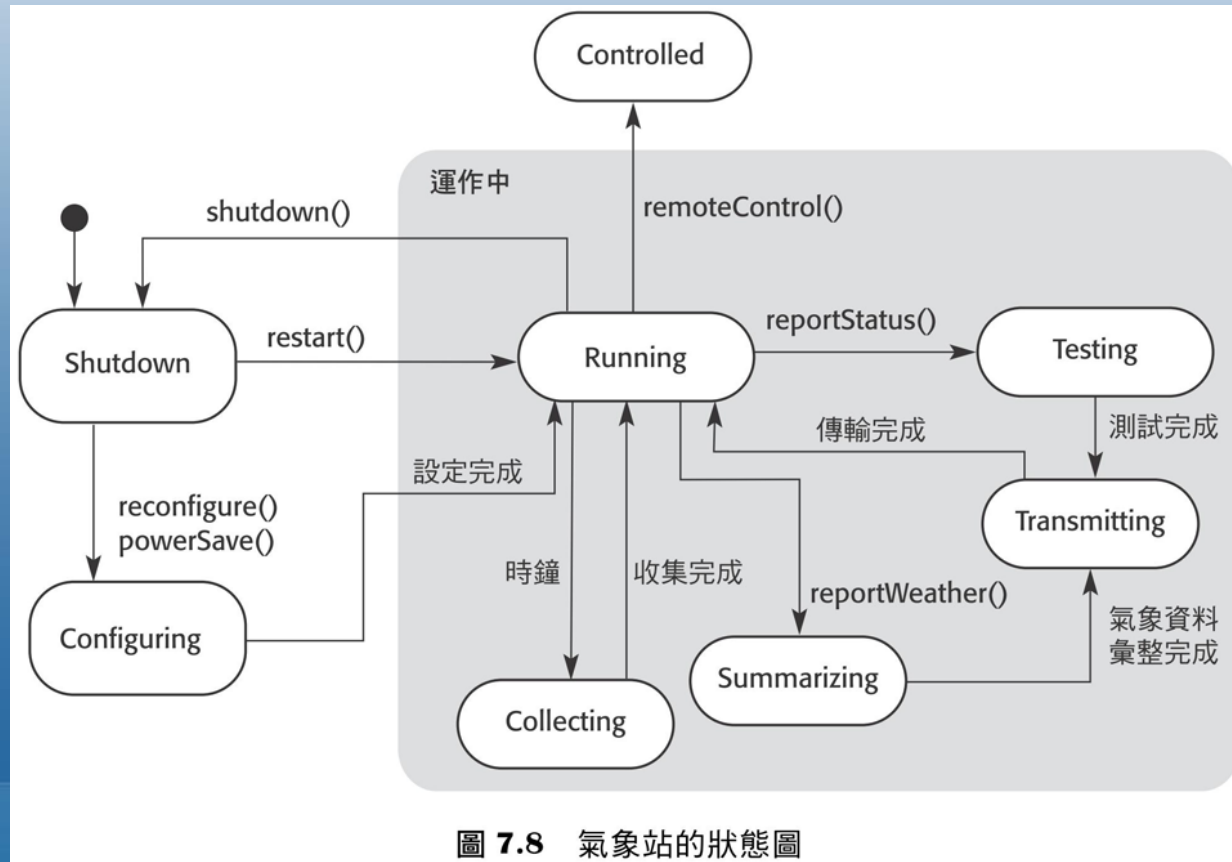 Controlled
運作中
shutdown()
remoteControl()
restart()
reportStatus()
Shutdown
Running
Testing
傳輸完成
測試完成
設定完成
reconfigure()
powerSave()
Transmitting
時鐘
收集完成
reportWeather()
Configuring
氣象資料
彙整完成
Summarizing
Collecting
圖 7.8 氣象站的狀態圖